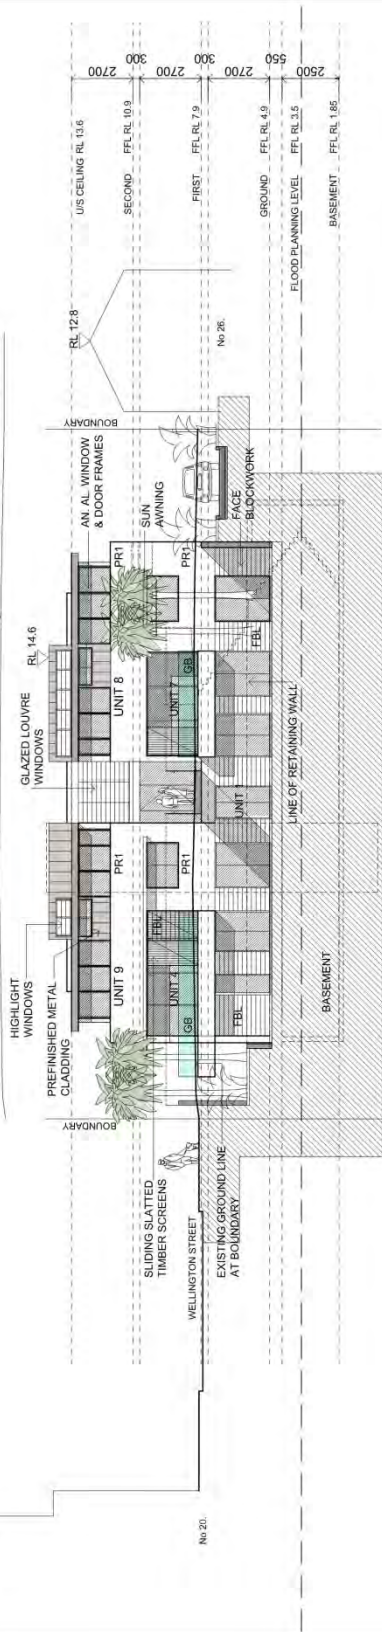 HIGHLIGHT
WINDOWS
PREFINISHED METAL
CLADDING
GLAZED LOUVRE
WINDOWS
RL 14.6
AN. AL. WINDOW
& DOOR FRAMES
RL 12.8
BOUNDARY
BOUNDARY
UNIT 9
PR1
UNIT 8
PR1
SUN
AWNING
SLIDING SLATTED
TIMBER SCREENS
UNIT 4
FBL
GB
PR1
UNIT 7
GB
PR1
No 20.
WELLINGTON STREET
No 26.
EXISTING GROUND LINE
AT BOUNDARY
FBL
UNIT 1
FBL
FACE
BLOCKWORK
LINE OF RETAINING WALL
BASEMENT
U/S CEILING RL 13.6
2700
SECOND FFL RL 10.9
300
2700
FIRST FFL RL 7.9
300
2700
GROUND FFL RL 4.9
550
FLOOD PLANNING LEVEL FFL RL 3.5
2500
BASEMENT FFL RL 1.85